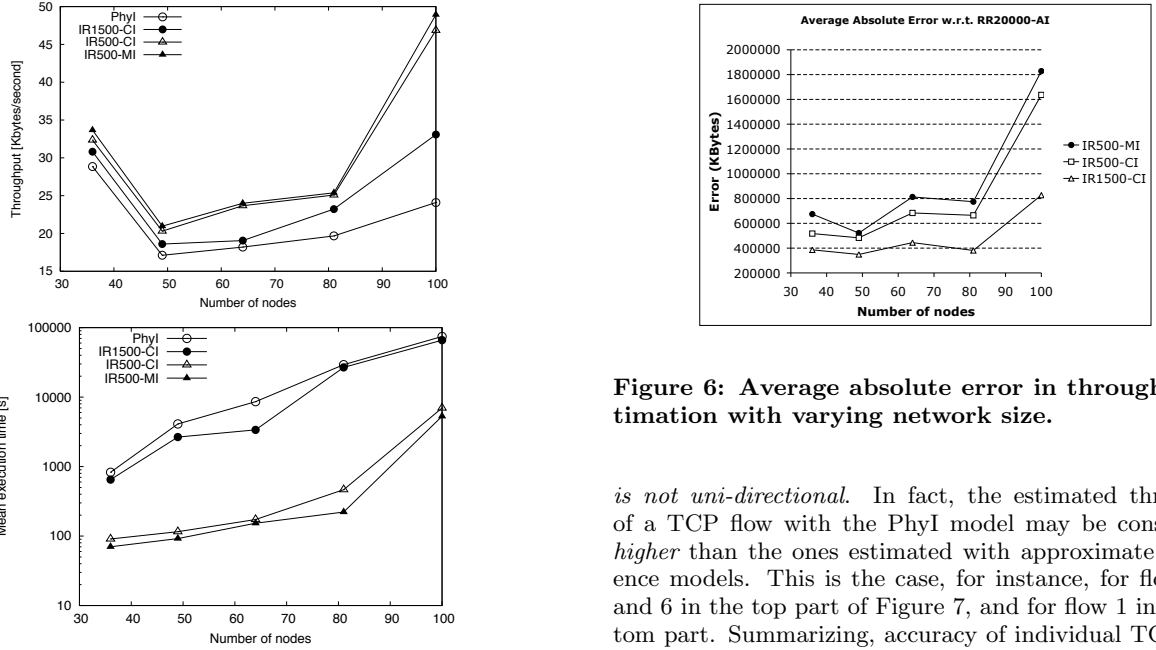 50
45
40
35
30
25
20
15
30 40 50 60 70 80 90 100
Throughput [Kbytes/second]
Number of nodes
PhyI
IR1500-CI
IR500-CI
IR500-MI
100000
10000
1000
100
10
30 40 50 60 70 80 90 100
Mean execution time [s]
Number of nodes
PhyI
IR1500-CI
IR500-CI
IR500-MI
Average Absolute Error w.r.t. RR20000-AI
2000000
1800000
1600000
1400000
1200000
1000000
800000
600000
400000
200000
30 40 50 60 70 80 90 100
Error (KBytes)
Number of nodes
IR500-MI
IR500-CI
IR1500-CI
Figure 6: Average absolute error in through
timation with varying network size.
is not uni-directional. In fact, the estimated thr
of a TCP flow with the PhyI model may be cons
higher than the ones estimated with approximate
ence models. This is the case, for instance, for fle
and 6 in the top part of Figure 7, and for flow 1 in
tom part. Summarizing, accuracy of individual TC